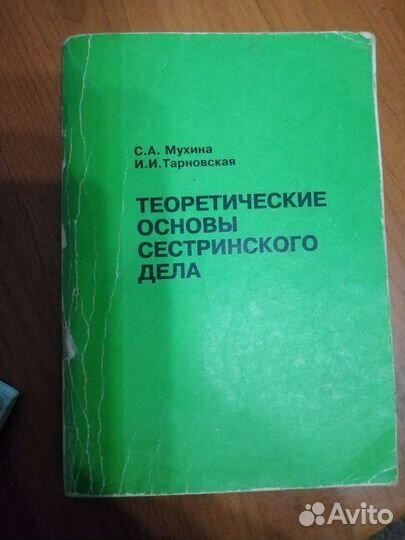 С.А. Мухина
И.И.Тарновская
ТЕОРЕТИЧЕСКИЕ
ОСНОВЫ
СЕСТРИНСКОГО
ДЕЛА
Avito